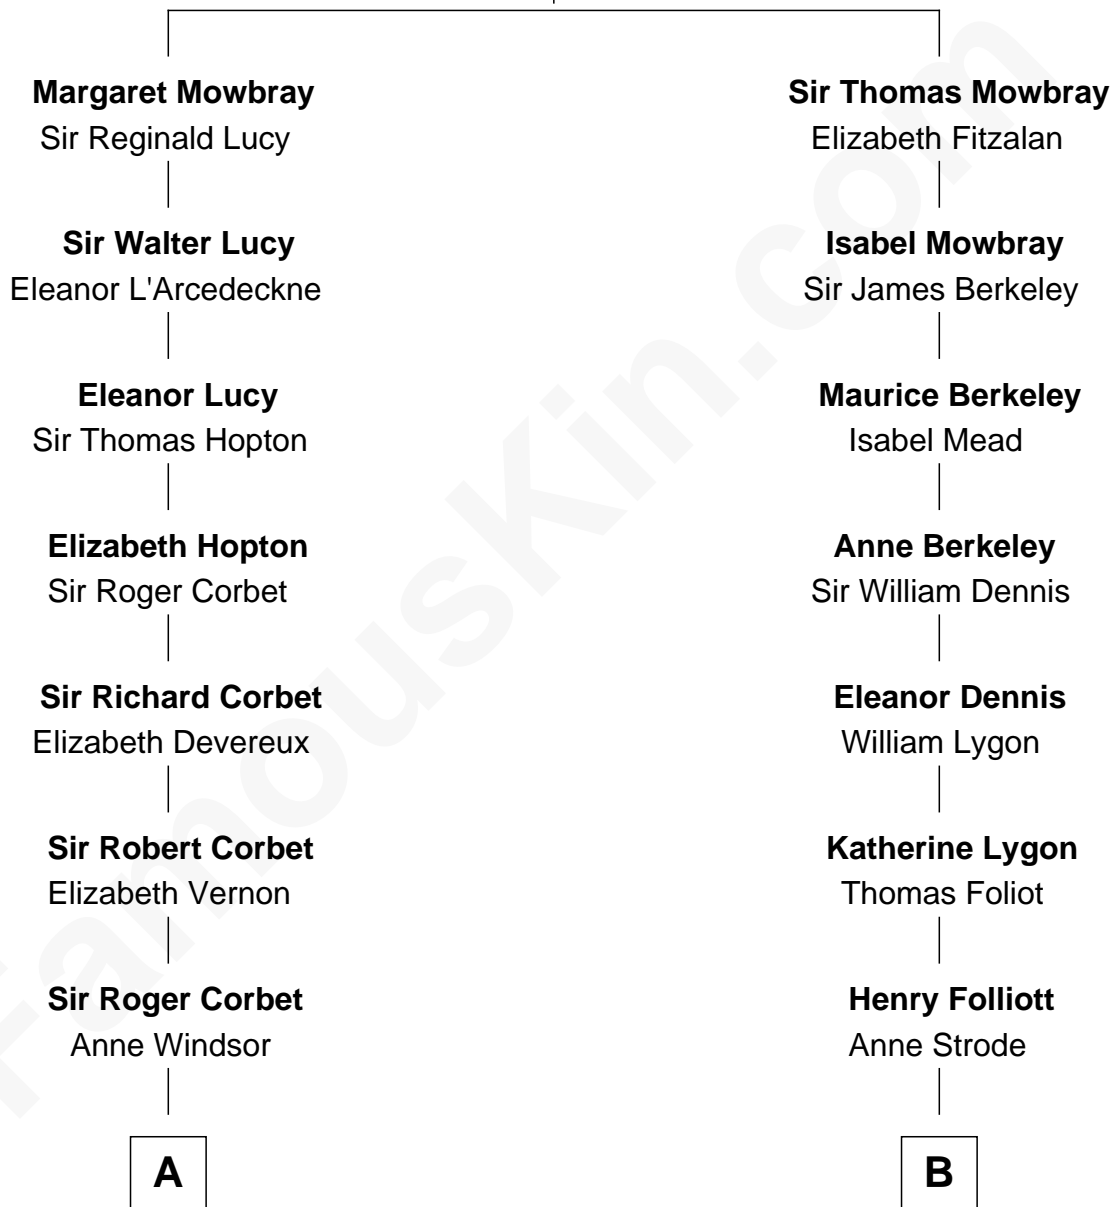 Margaret Mowbray
Sir Reginald Lucy
Sir Walter Lucy
Eleanor L'Arcedeckne
Eleanor Lucy
Sir Thomas Hopton
Elizabeth Hopton
Sir Roger Corbet
Sir Richard Corbet
Elizabeth Devereux
Sir Robert Corbet
Elizabeth Vernon
Sir Roger Corbet
Anne Windsor
A
Sir Thomas Mowbray
Elizabeth Fitzalan
Isabel Mowbray
Sir James Berkeley
Maurice Berkeley
Isabel Mead
Anne Berkeley
Sir William Dennis
Eleanor Dennis
William Lygon
Katherine Lygon
Thomas Foliot
Henry Folliott
Anne Strode
B
FamousKin.com